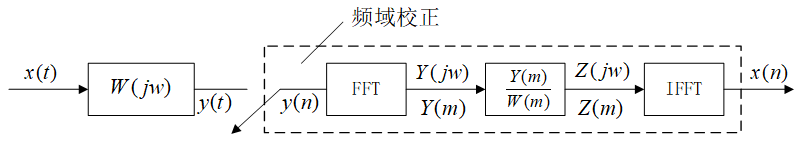 频域校正
x(t)
W(jw)
y(t)
y(n)
FFT
Y(jw)
Y(m)
Y(m)
W(m)
Z(jw)
Z(m)
IFFT
x(n)